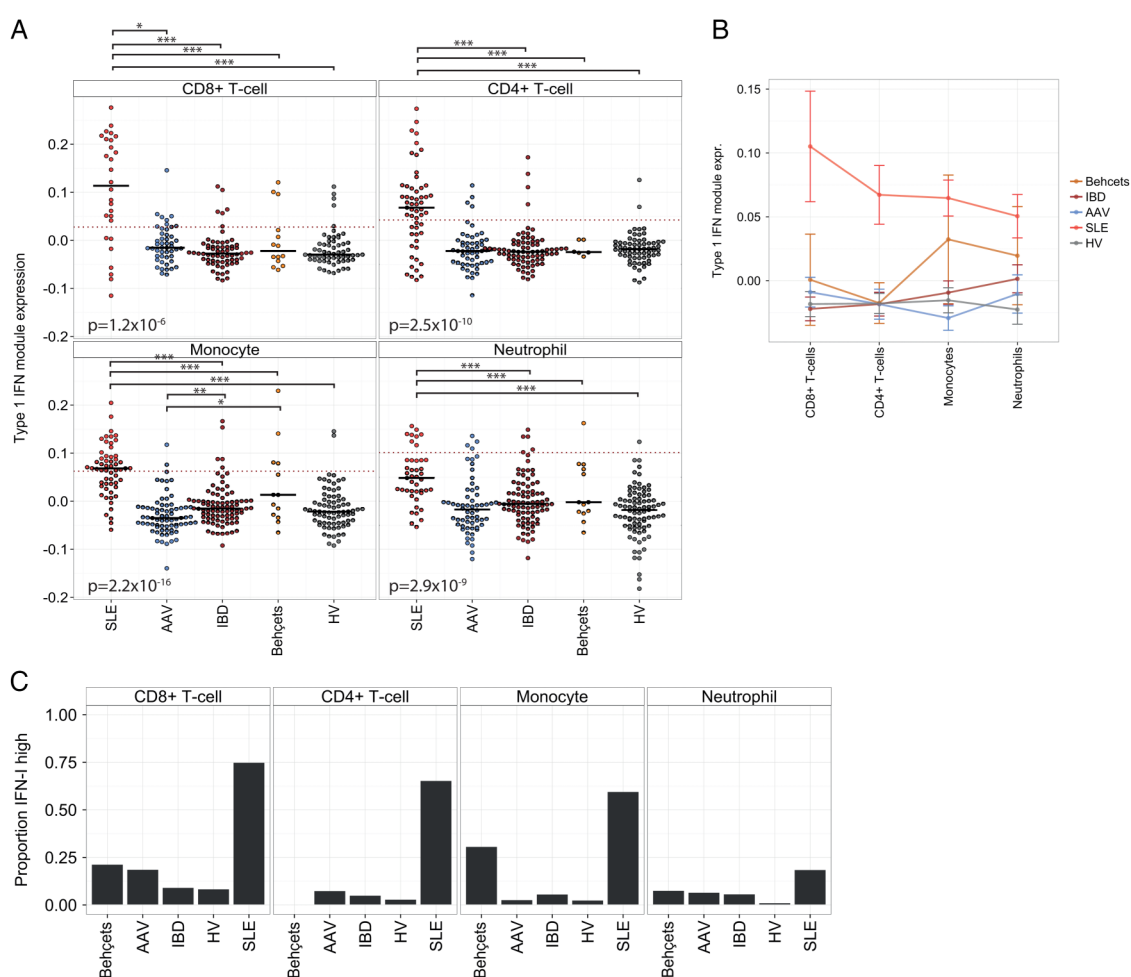 A
*
***
***
***
***
***
***
CD8+ T-cell
CD4+ T-cell
0.2
0.1
0.0
-0.1
-0.2
p=1.2x10-6
p=2.5x10-10
Type 1 IFN module expression
Monocyte
Neutrophil
***
***
***
**
*
***
***
***
0.2
0.1
0.0
-0.1
-0.2
p=2.2x10-16
p=2.9x10-9
SLE
AAV
IBD
Behçets
HV
SLE
AAV
IBD
Behçets
HV
B
Type 1 IFN module expr.
0.15
0.10
0.05
0.00
CD8+ T-cells
CD4+ T-cells
Monocytes
Neutrophils
Behcets
IBD
AAV
SLE
HV
C
CD8+ T-cell
CD4+ T-cell
Monocyte
Neutrophil
Proportion IFN-I high
1.00
0.75
0.50
0.25
0.00
Behçets
AAV
IBD
HV
SLE
Behçets
AAV
IBD
HV
SLE
Behçets
AAV
IBD
HV
SLE
Behçets
AAV
IBD
HV
SLE